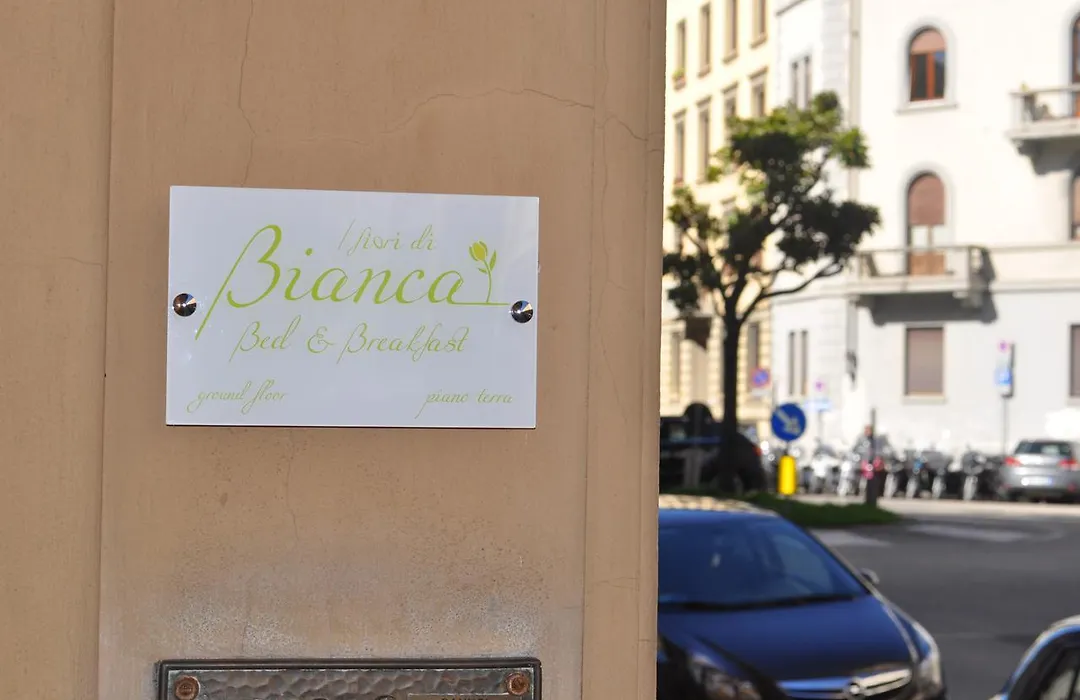 I fiori di
Bianca
Bed & Breakfast
ground floor piano terra